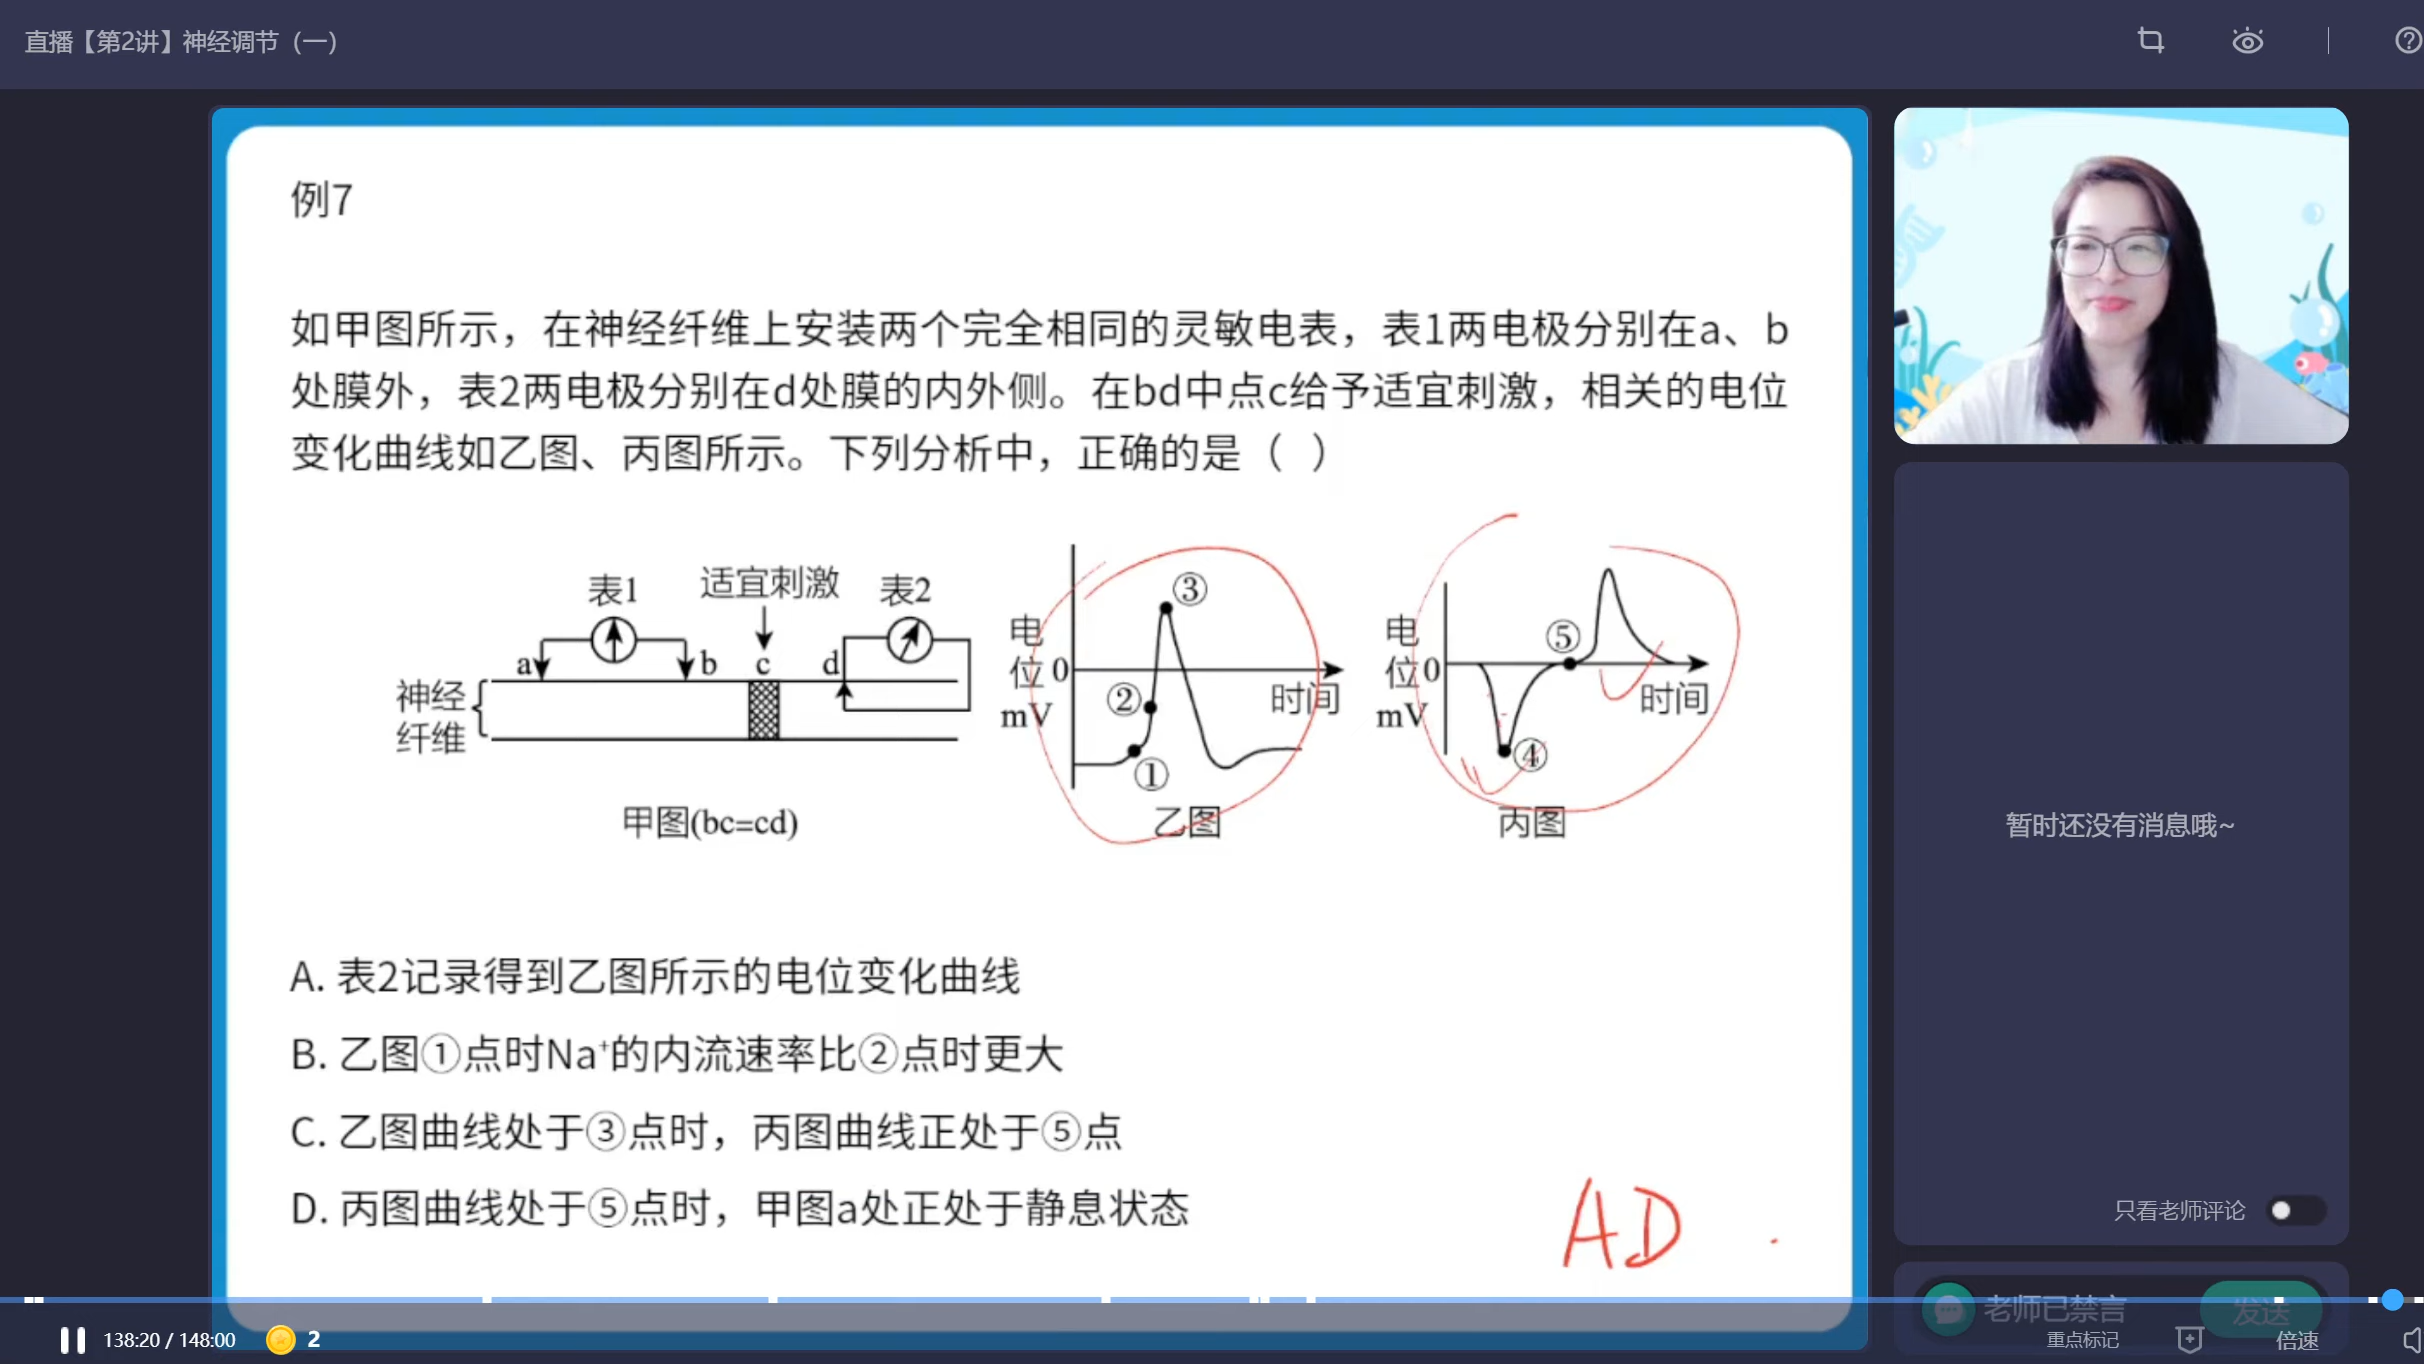 直播【第2讲】神经调节（一）
例7
如甲图所示，在神经纤维上安装两个完全相同的灵敏电表，表1两电极分别在a、b
处膜外，表2两电极分别在d处膜的内外侧。在bd中点c给予适宜刺激，相关的电位
变化曲线如乙图、丙图所示。下列分析中，正确的是（ ）
表1 适宜刺激 表2
a b c d
神经
纤维
甲图(bc=cd)
电
位
mV
0
①
②
③
时间
乙图
电
位
mV
0
④
⑤
时间
丙图
A. 表2记录得到乙图所示的电位变化曲线
B. 乙图①点时Na⁺的内流速率比②点时更大
C. 乙图曲线处于③点时，丙图曲线正处于⑤点
D. 丙图曲线处于⑤点时，甲图a处正处于静息状态
AD
暂时还没有消息哦~
只看老师评论
老师已禁言
发送
138:20 / 148:00
2
重点标记
倍速